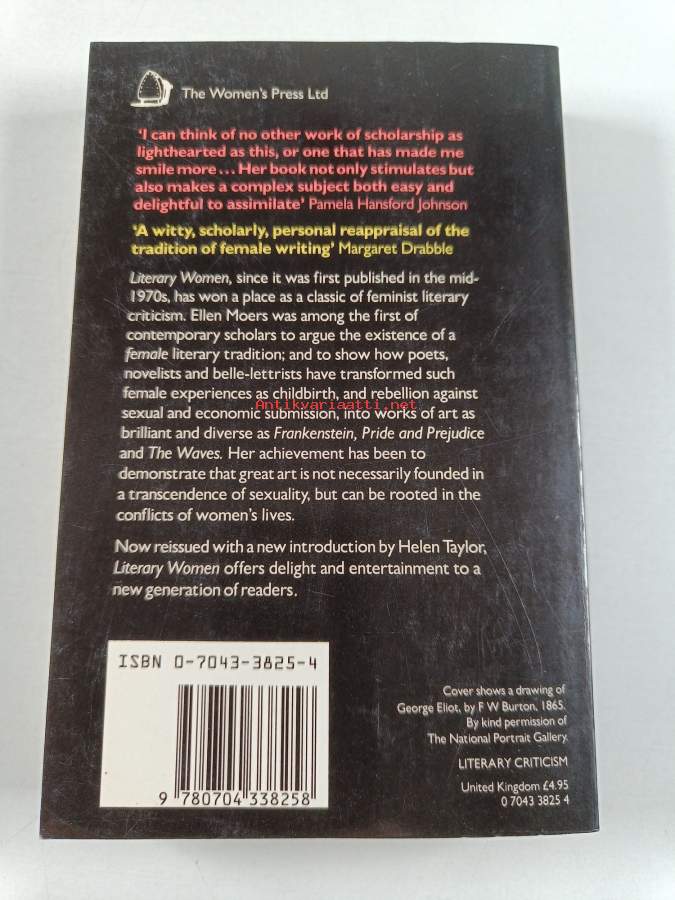 The Women's Press Ltd
'I can think of no other work of scholarship as
lighthearted as this, or one that has made me
smile more... Her book not only stimulates but
also makes a complex subject both easy and
delightful to assimilate' Pamela Hansford Johnson
'A witty, scholarly, personal reappraisal of the
tradition of female writing' Margaret Drabble
Literary Women, since it was first published in the mid-
1970s, has won a place as a classic of feminist literary
criticism. Ellen Moers was among the first of
contemporary scholars to argue the existence of a
female literary tradition; and to show how poets,
novelists and belle-lettrists have transformed such
female experiences as childbirth, and rebellion against
Antikvariaatti.net
sexual and economic submission, into works of art as
brilliant and diverse as Frankenstein, Pride and Prejudice
and The Waves. Her achievement has been to
demonstrate that great art is not necessarily founded in
a transcendence of sexuality, but can be rooted in the
conflicts of women's lives.
Now reissued with a new introduction by Helen Taylor,
Literary Women offers delight and entertainment to a
new generation of readers.
ISBN 0-7043-3825-4
9 780704 338258
Cover shows a drawing of
George Eliot, by F W Burton, 1865.
By kind permission of
The National Portrait Gallery.
LITERARY CRITICISM
United Kingdom £4.95
0 7043 3825 4